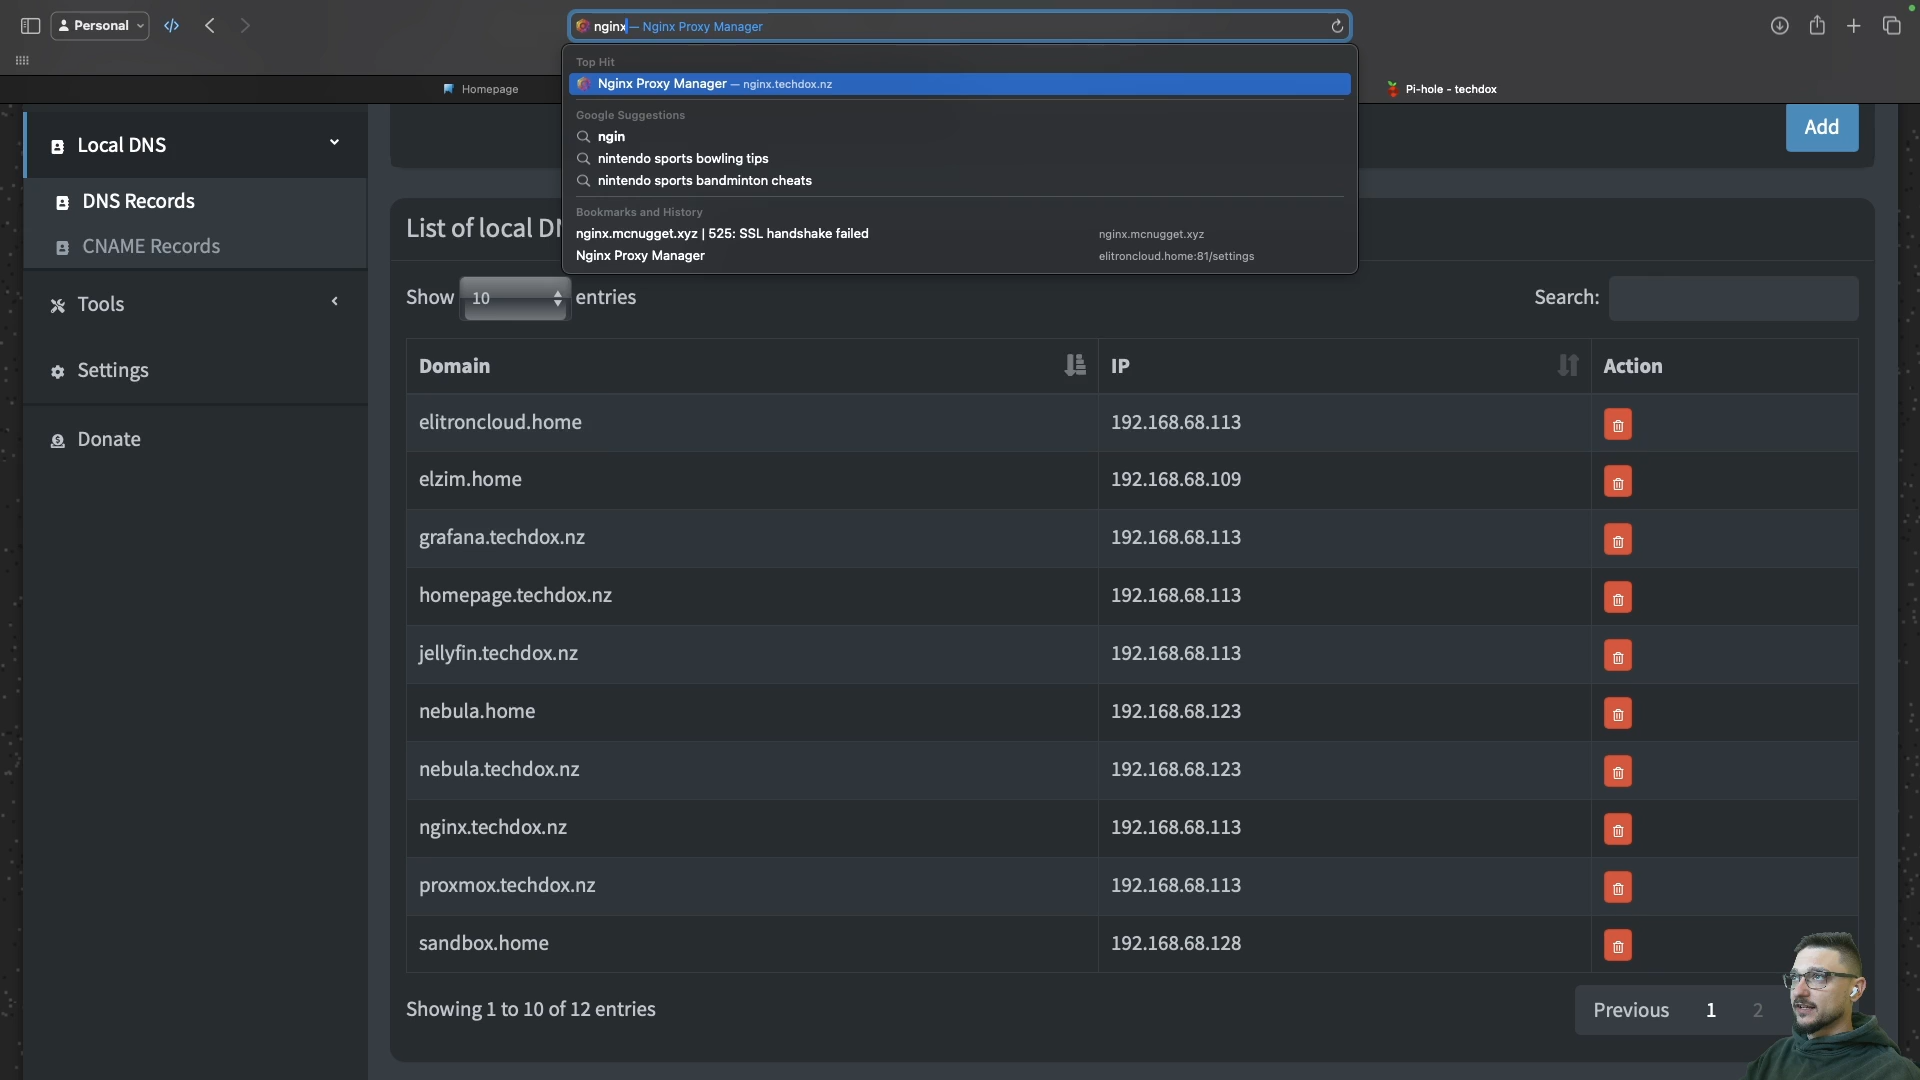 Personal
nginx — Nginx Proxy Manager
Top Hit
Nginx Proxy Manager — nginx.techdox.nz
Google Suggestions
ngin
nintendo sports bowling tips
nintendo sports bandminton cheats
Bookmarks and History
nginx.mcnugget.xyz | 525: SSL handshake failed nginx.mcnugget.xyz
Nginx Proxy Manager elitroncloud.home:81/settings
Homepage
Pi-hole - techdox
Local DNS
DNS Records
CNAME Records
Tools
Settings
Donate
Add
List of local DN
Show 10 entries
Search:
Domain IP Action
elitroncloud.home 192.168.68.113
elzim.home 192.168.68.109
grafana.techdox.nz 192.168.68.113
homepage.techdox.nz 192.168.68.113
jellyfin.techdox.nz 192.168.68.113
nebula.home 192.168.68.123
nebula.techdox.nz 192.168.68.123
nginx.techdox.nz 192.168.68.113
proxmox.techdox.nz 192.168.68.113
sandbox.home 192.168.68.128
Showing 1 to 10 of 12 entries
Previous 1 2